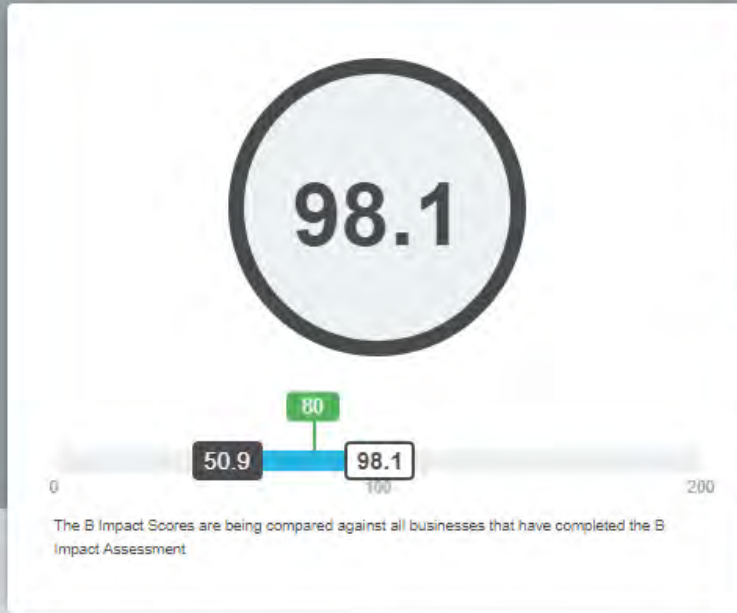 98.1
80
50.9 98.1
0 100 200
The B Impact Scores are being compared against all businesses that have completed the B
Impact Assessment